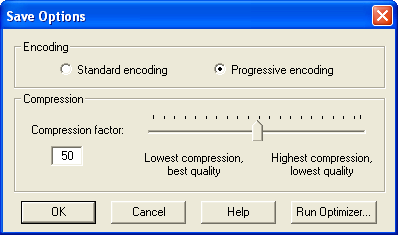 Save Options
Encoding
Standard encoding
Progressive encoding
Compression
Compression factor:
50
Lowest compression,
best quality
Highest compression,
lowest quality
OK
Cancel
Help
Run Optimizer...